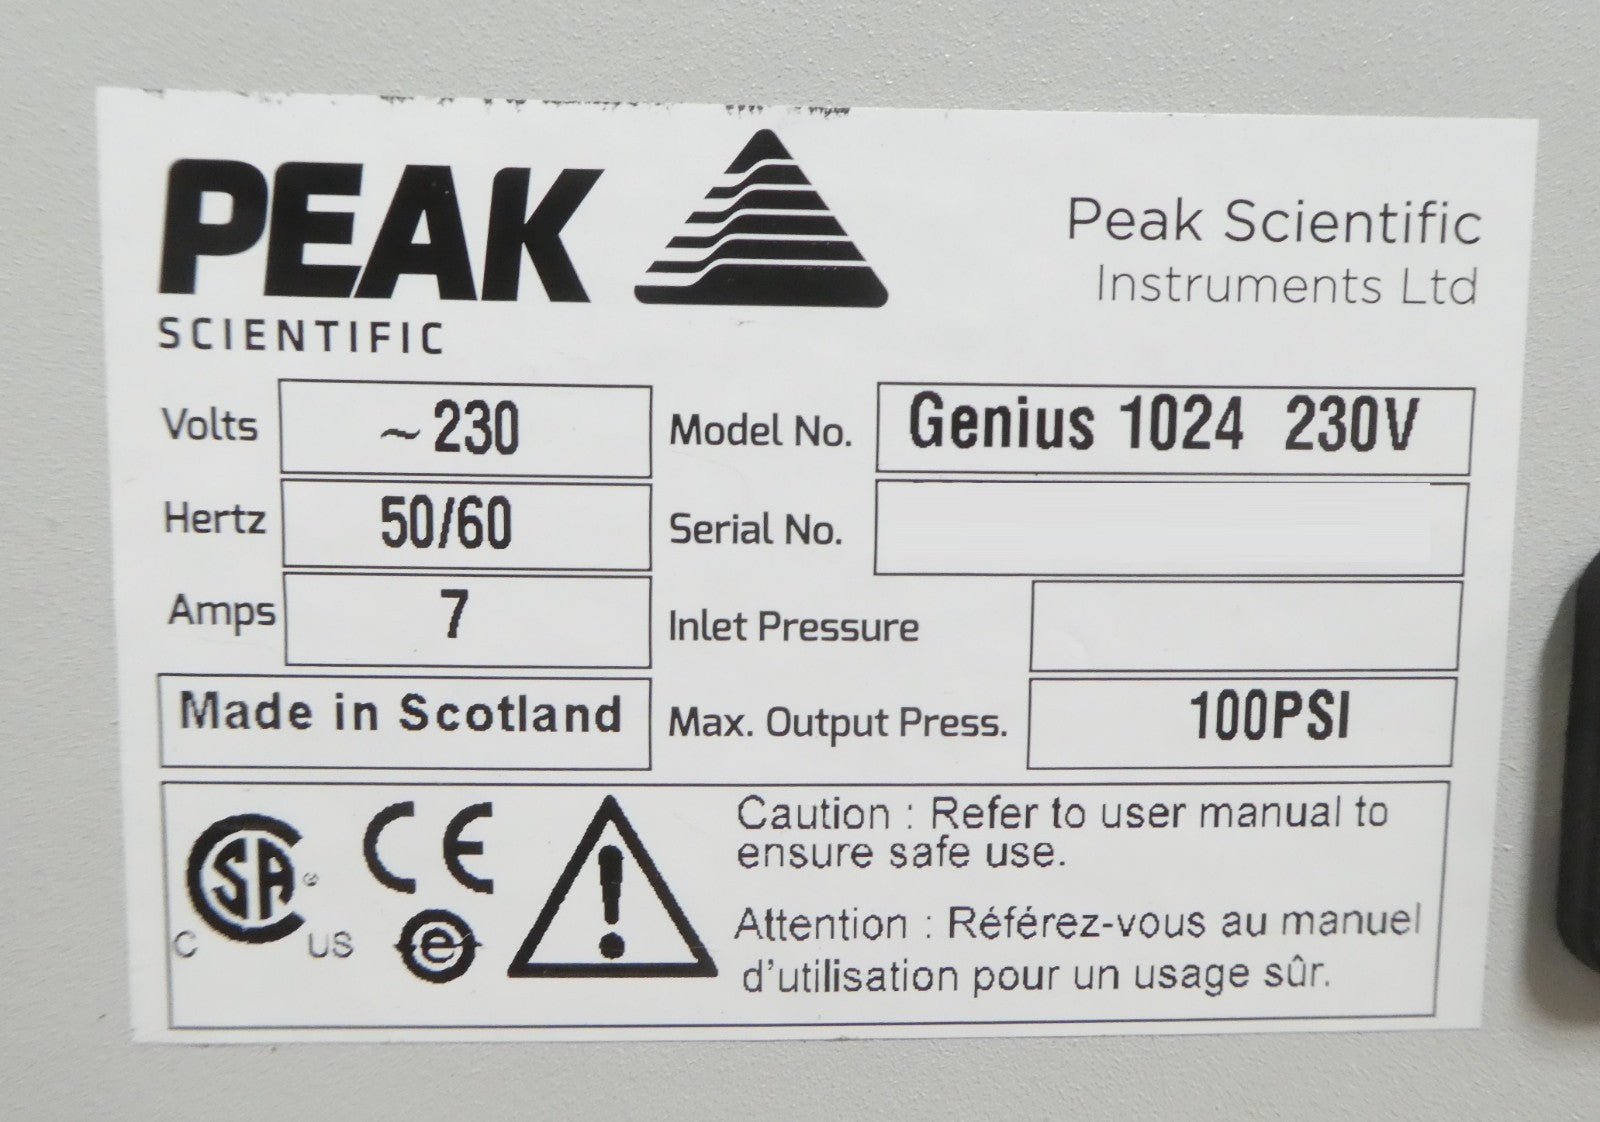 PEAK
SCIENTIFIC
Peak Scientific
Instruments Ltd
Volts ~230
Hertz 50/60
Amps 7
Made in Scotland
Model No. Genius 1024 230V
Serial No.
Inlet Pressure
Max. Output Press. 100PSI
C SA ® C US
CE
e
!
Caution : Refer to user manual to
ensure safe use.
Attention : Référez-vous au manuel
d'utilisation pour un usage sûr.